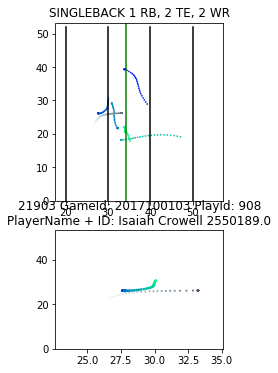 SINGLEBACK 1 RB, 2 TE, 2 WR
50
40
30
20
10
0
20 30 40 50
21903 GameId: 2017100103 PlayId: 908
PlayerName + ID: Isaiah Crowell 2550189.0
40
20
0
25.0 27.5 30.0 32.5 35.0